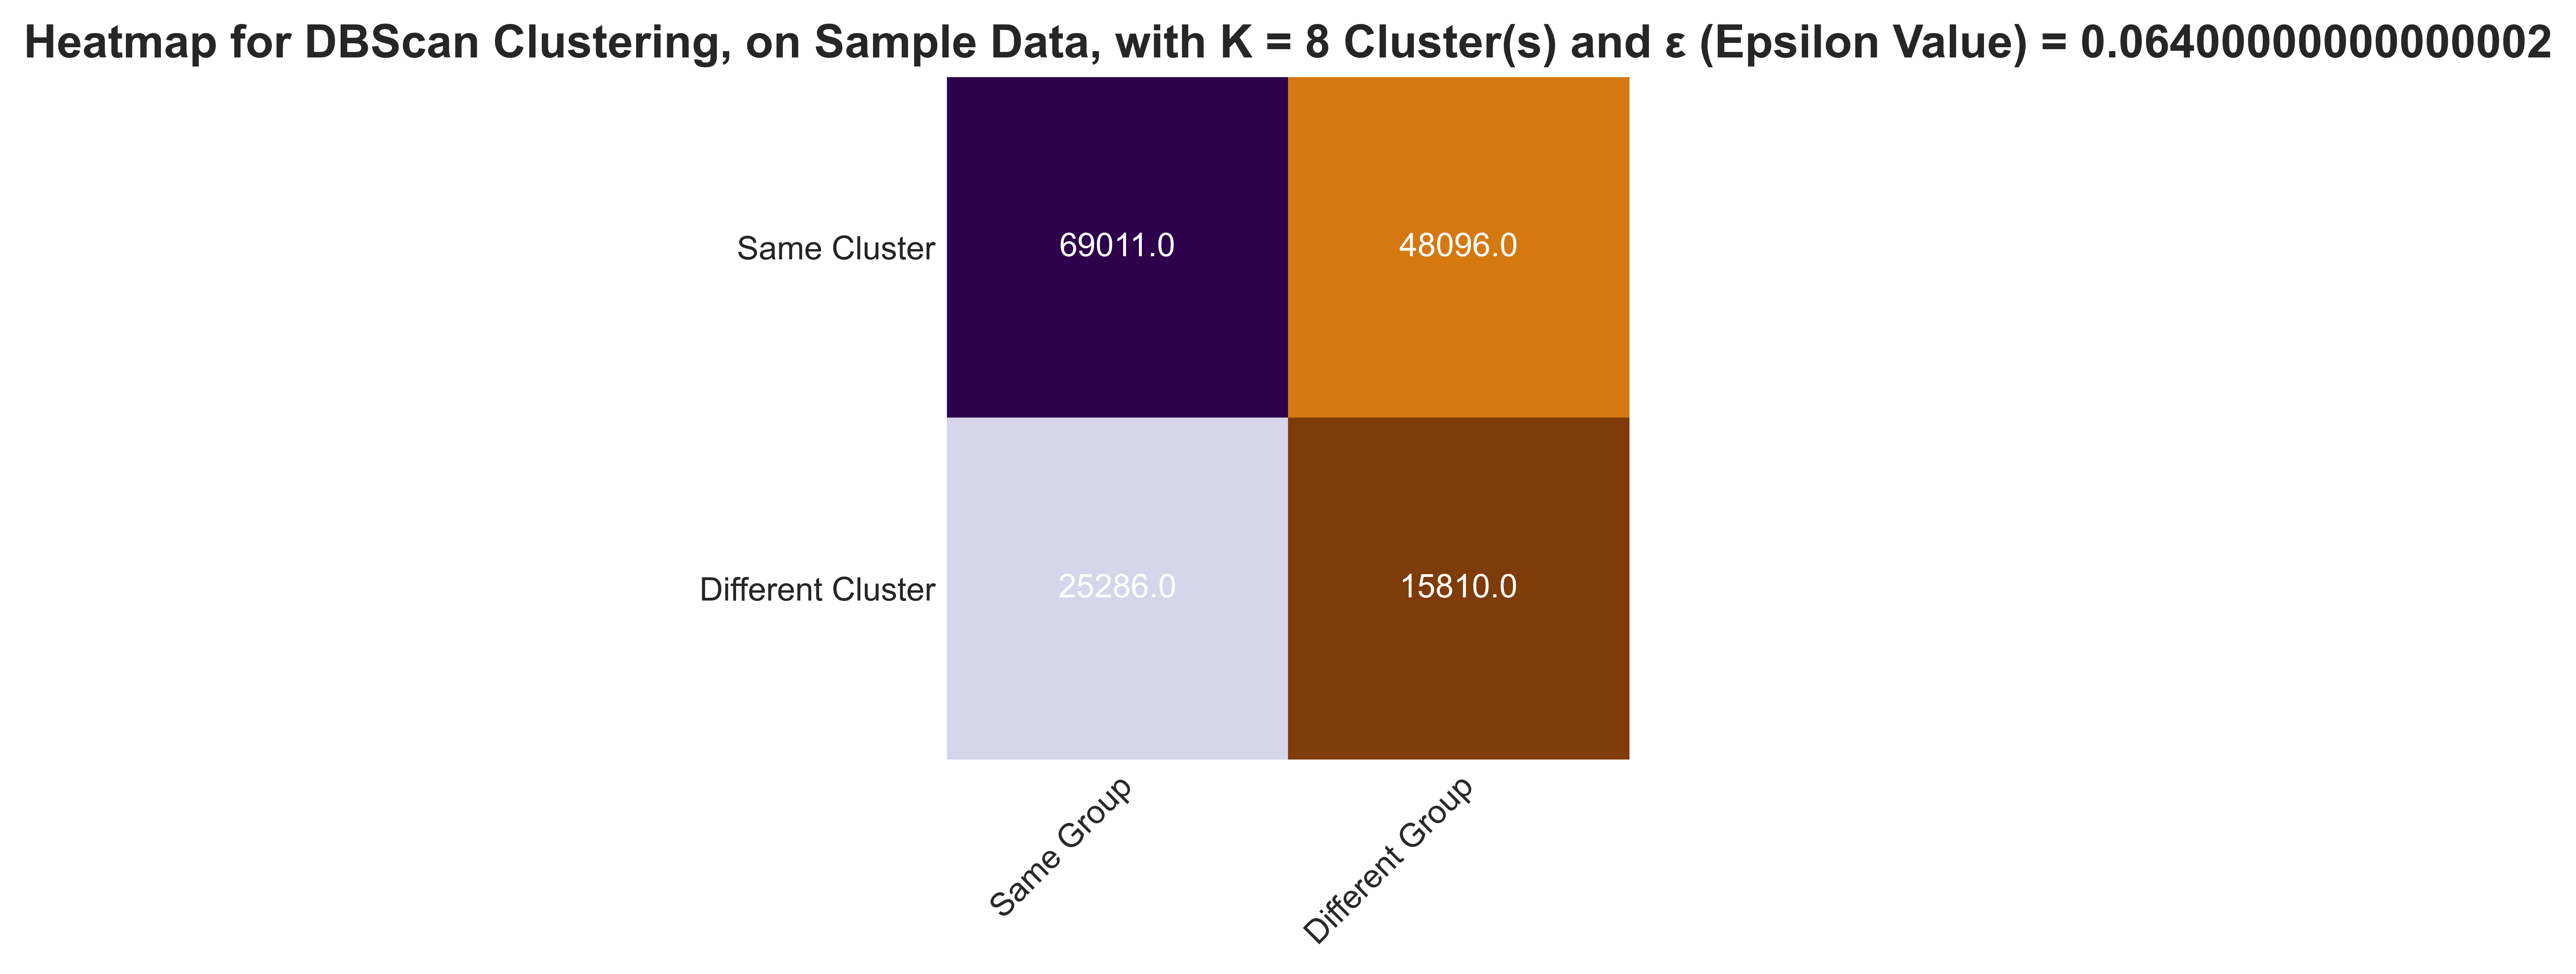 Heatmap for DBScan Clustering, on Sample Data, with K = 8 Cluster(s) and ε (Epsilon Value) = 0.06400000000000002
Same Cluster
69011.0
48096.0
Different Cluster
25286.0
15810.0
Same Group
Different Group